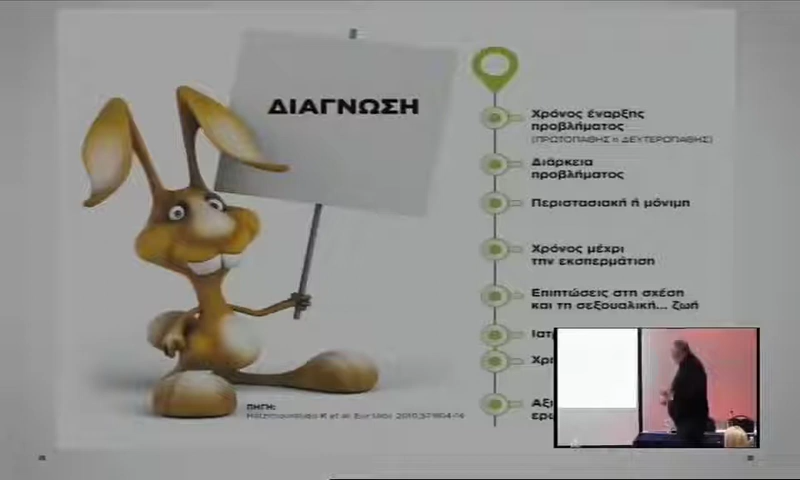 ΔΙΑΓΝΩΣΗ
Χρόνος έναρξης
προβλήματος
(ΠΡΩΤΟΠΑΘΗΣ ή ΔΕΥΤΕΡΟΠΑΘΗΣ)
Διάρκεια
προβλήματος
Περιστασιακή ή μόνιμη
Χρόνος μέχρι
την εκσπερμάτιση
Επιπτώσεις στη σχέση
και τη σεξουαλική... ζωή
ΠΗΓΗ: